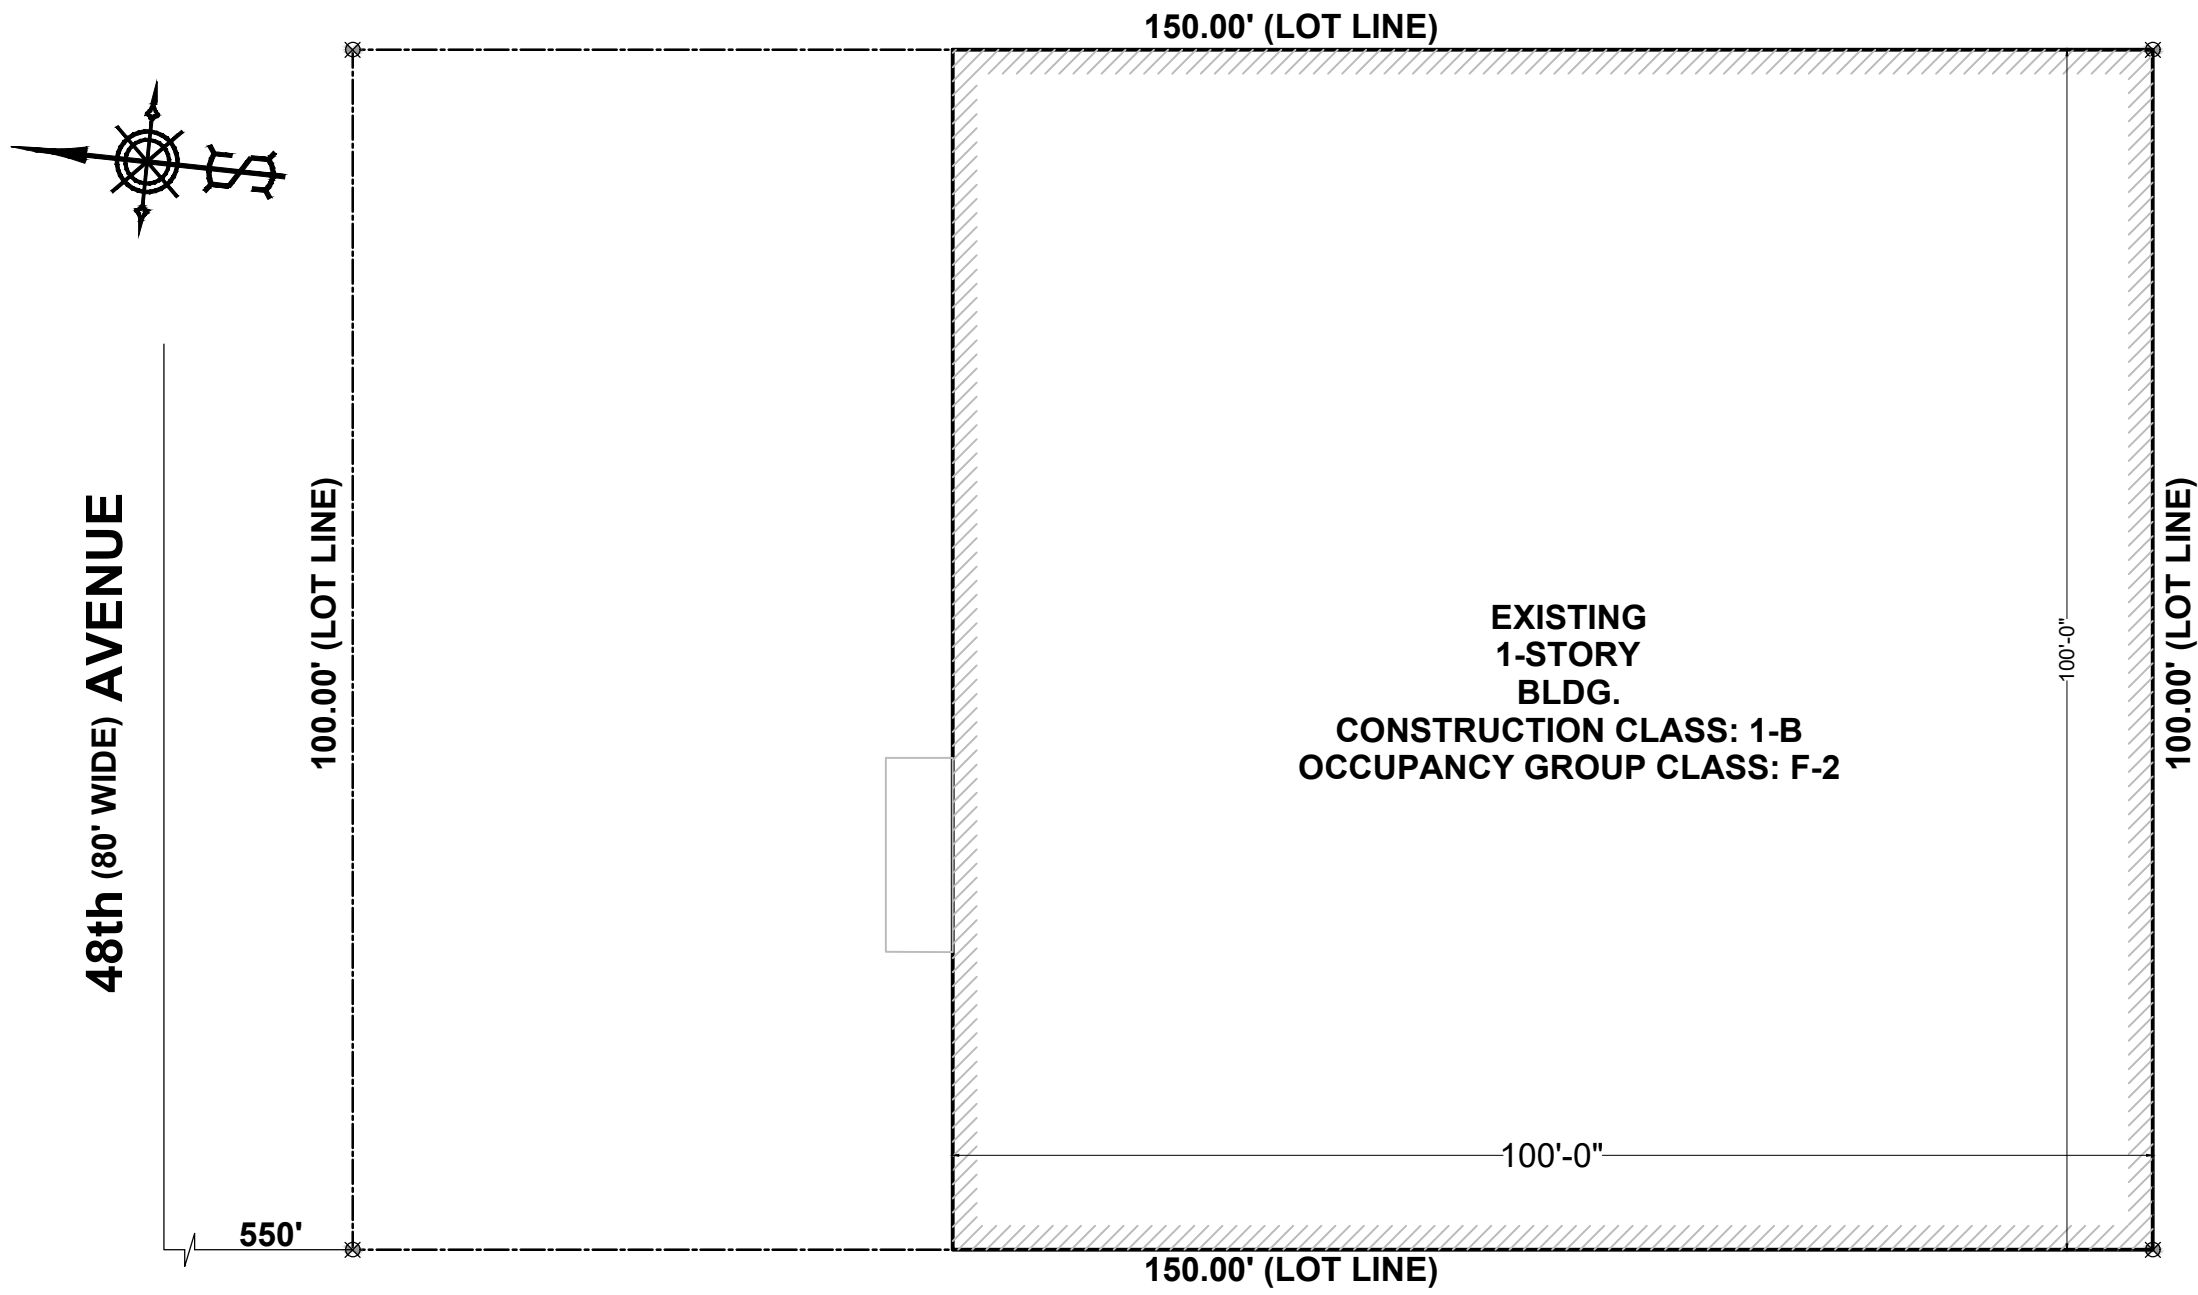 150.00' (LOT LINE)
S
48th (80' WIDE) AVENUE
100.00' (LOT LINE)
EXISTING
1-STORY
BLDG.
CONSTRUCTION CLASS: 1-B
OCCUPANCY GROUP CLASS: F-2
100'-0"
100.00' (LOT LINE)
100'-0"
550'
150.00' (LOT LINE)